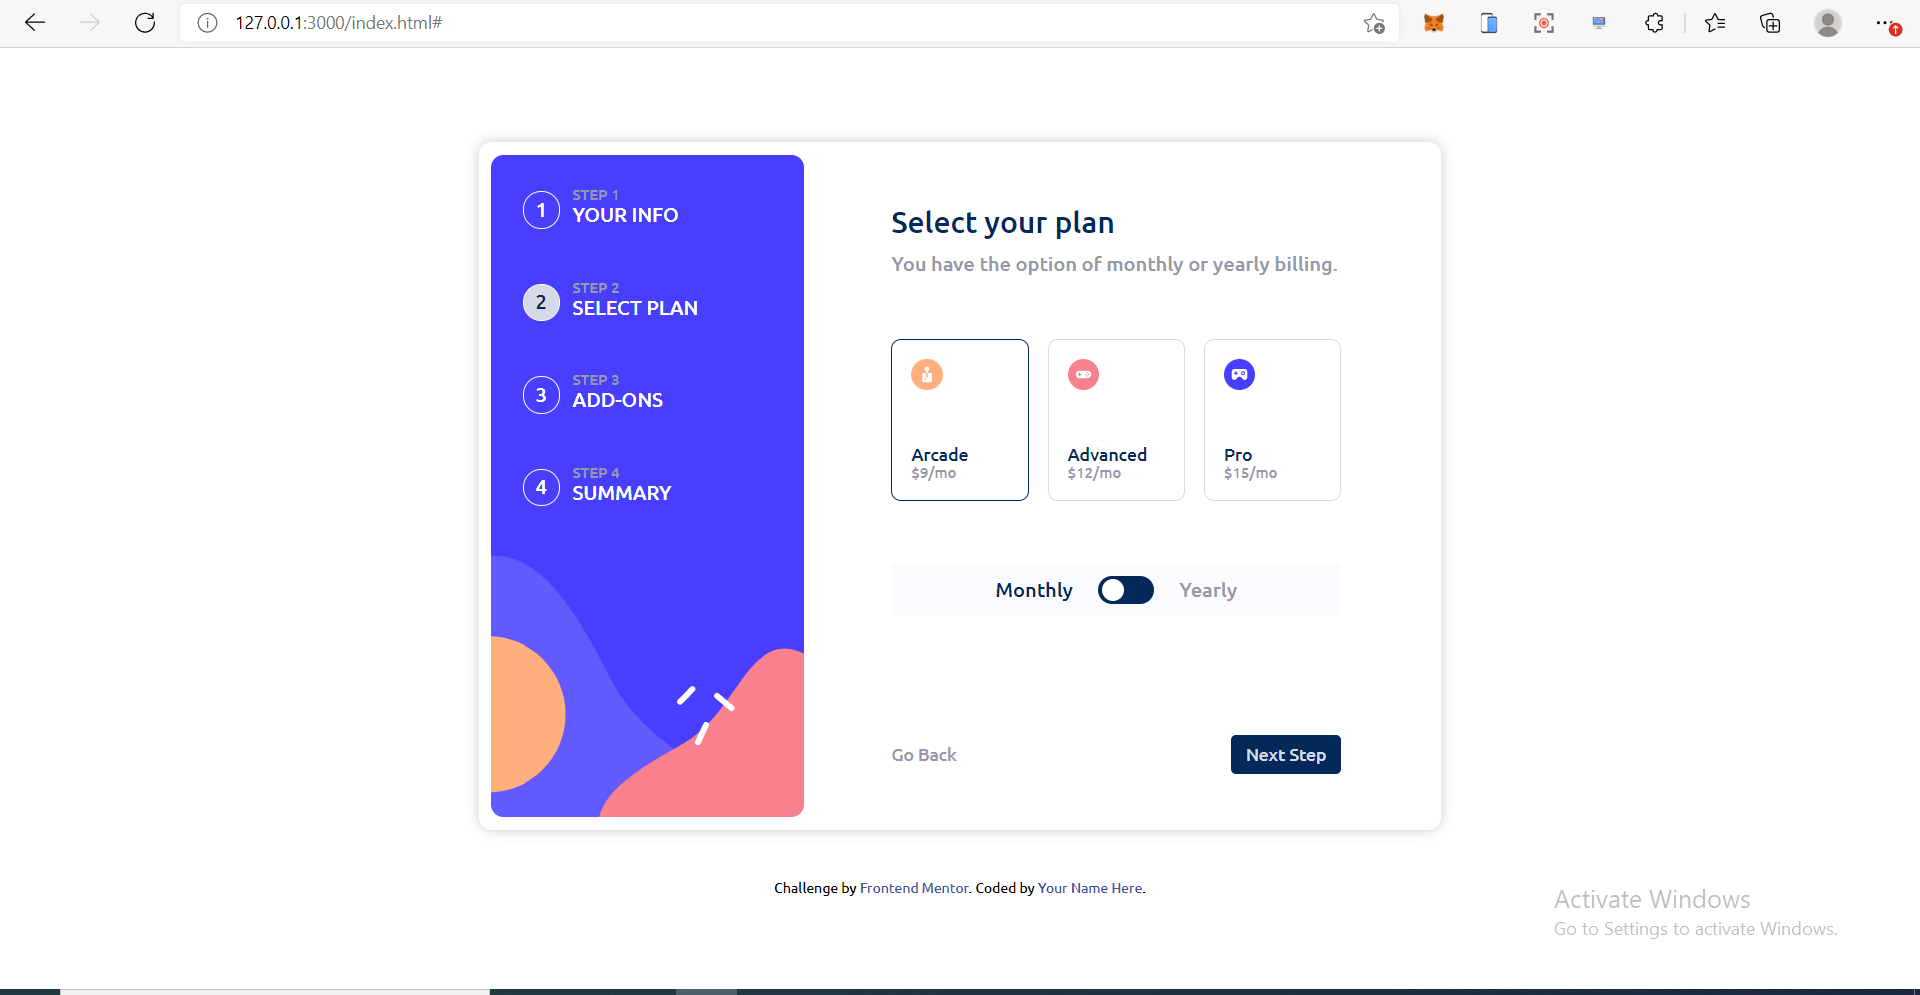 127.0.0.1:3000/index.html#
1
STEP 1
YOUR INFO
2
STEP 2
SELECT PLAN
3
STEP 3
ADD-ONS
4
STEP 4
SUMMARY
Select your plan
You have the option of monthly or yearly billing.
Arcade
$9/mo
Advanced
$12/mo
Pro
$15/mo
Monthly
Yearly
Go Back
Next Step
Challenge by Frontend Mentor. Coded by Your Name Here.
Activate Windows
Go to Settings to activate Windows.